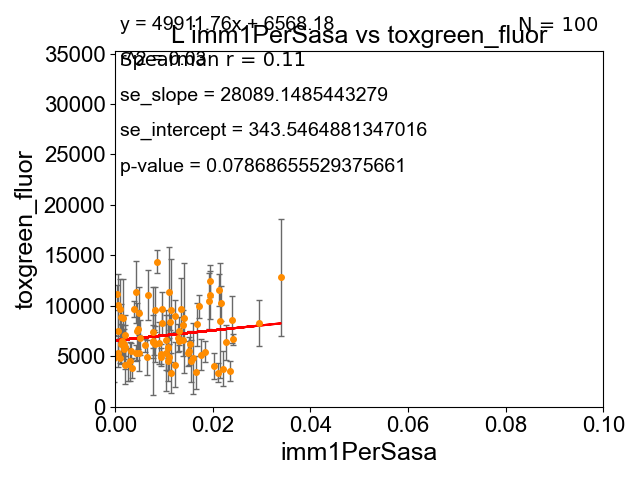 y = 49911.76x + 6568.18
N = 100
L imm1PerSasa vs toxgreen_fluor
r^2 = 0.03
Spearman r = 0.11
se_slope = 28089.1485443279
se_intercept = 343.5464881347016
p-value = 0.07868655529375661
35000
30000
25000
20000
15000
10000
5000
0
toxgreen_fluor
0.00
0.02
0.04
0.06
0.08
0.10
imm1PerSasa